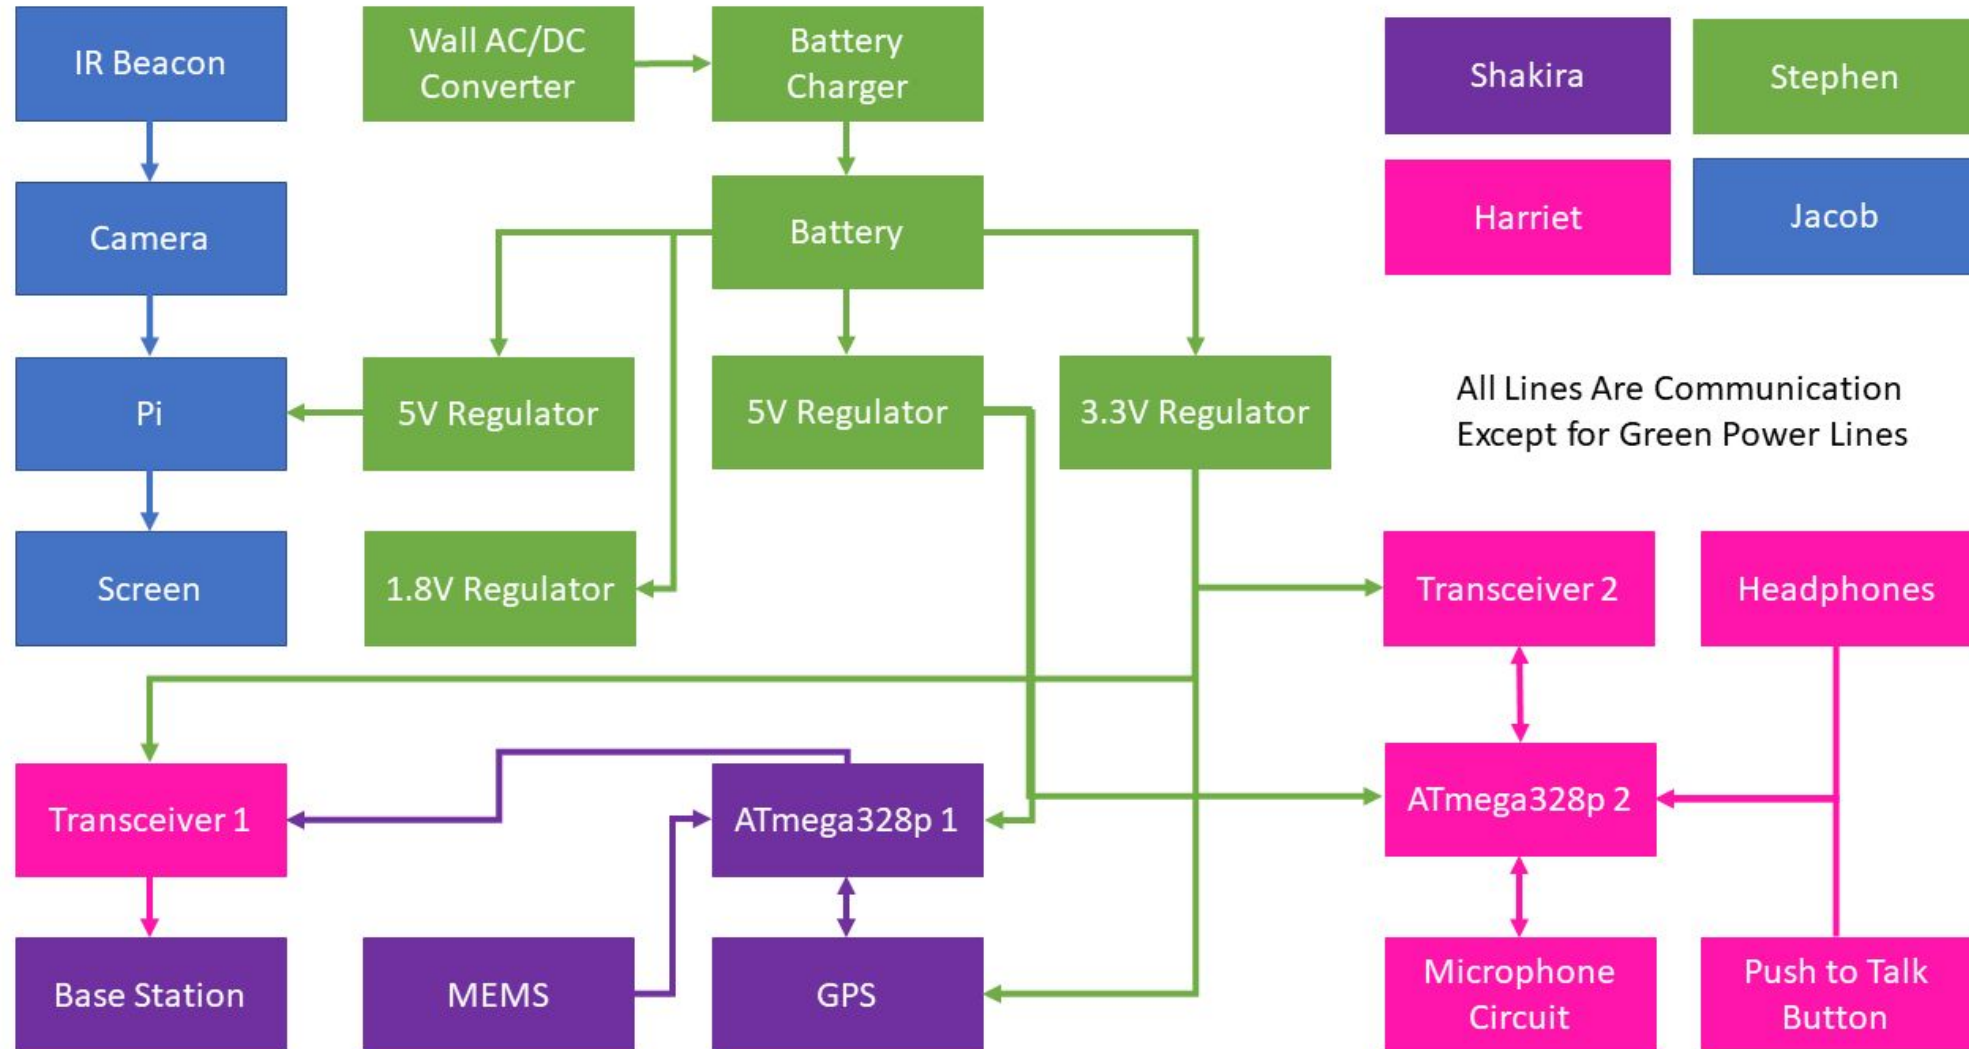 IR Beacon
Wall AC/DC
Converter
Battery
Charger
Shakira
Stephen
Camera
Battery
Harriet
Jacob
Pi
5V Regulator
5V Regulator
3.3V Regulator
All Lines Are Communication
Except for Green Power Lines
Screen
1.8V Regulator
Transceiver 2
Headphones
Transceiver 1
ATmega328p 1
ATmega328p 2
Base Station
MEMS
GPS
Microphone
Circuit
Push to Talk
Button